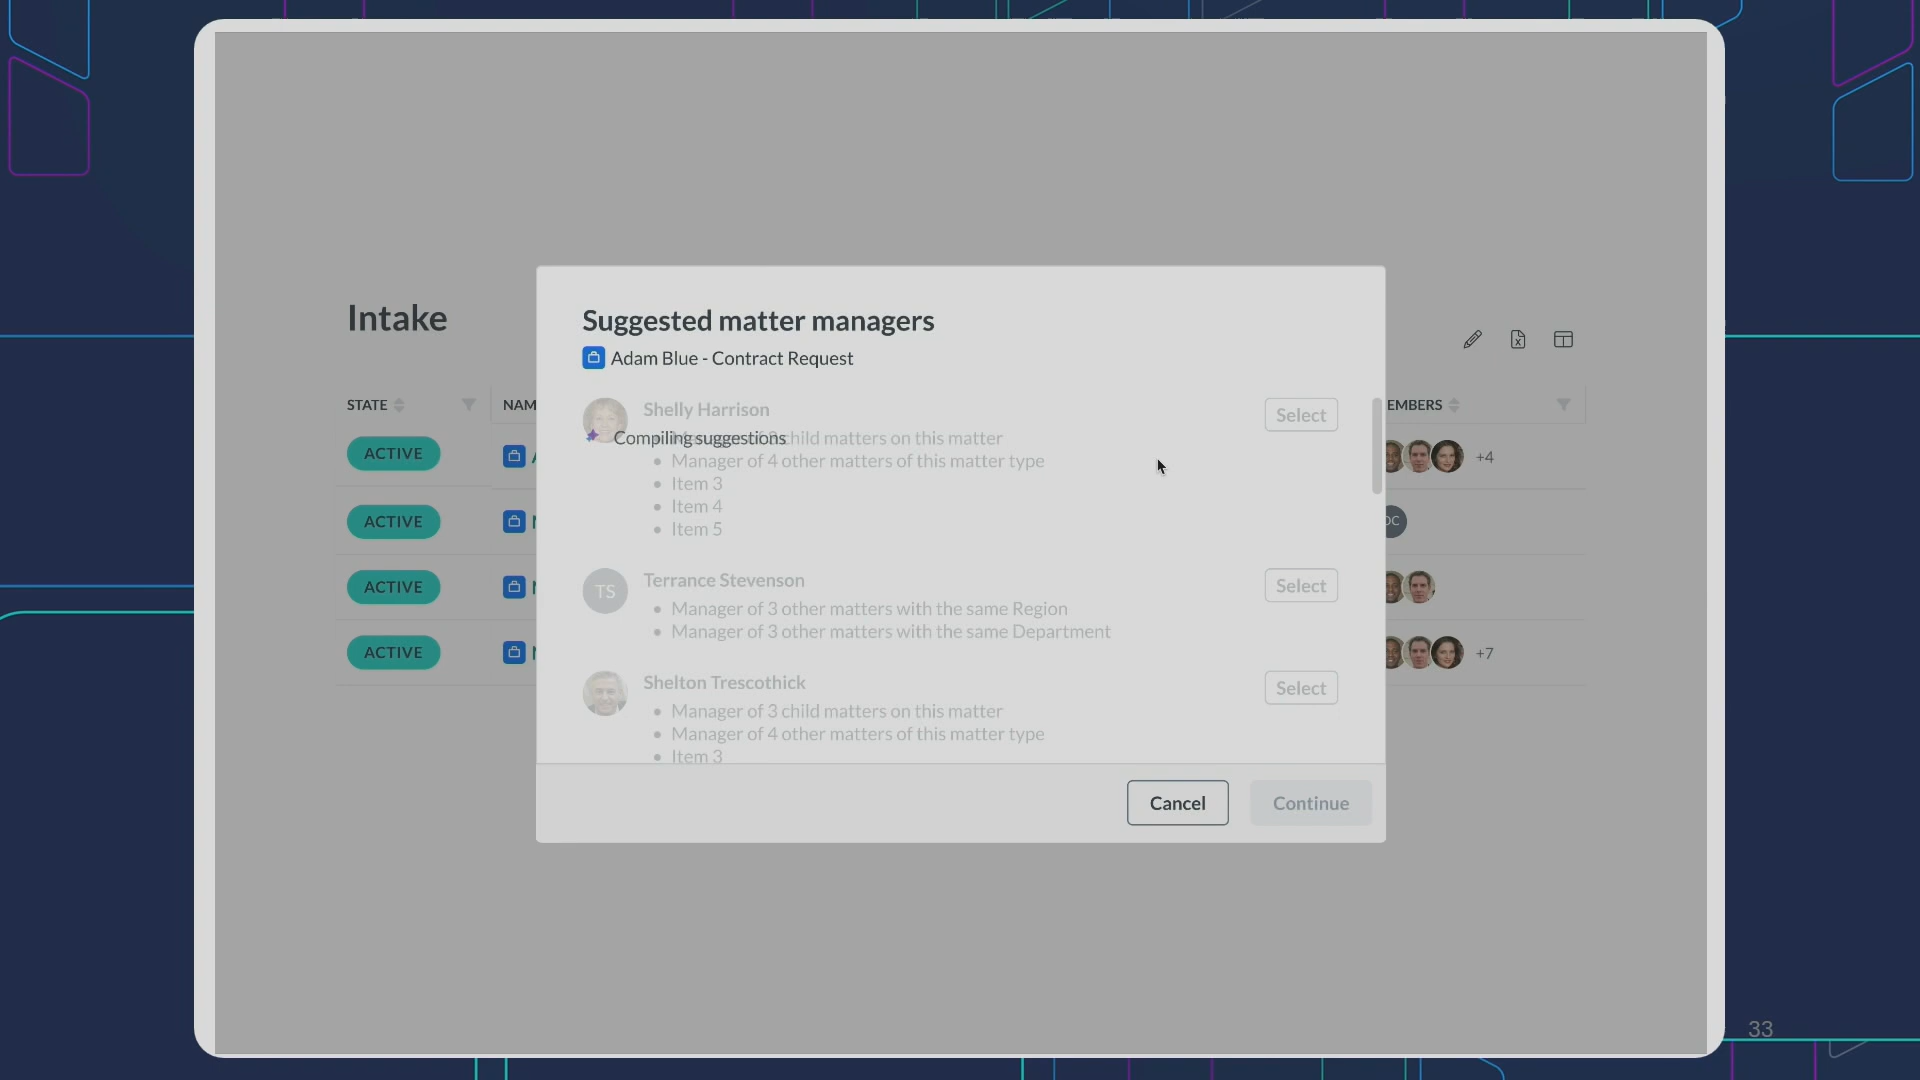 Intake
STATE
NAM
EMBERS
ACTIVE
+4
ACTIVE
DC
ACTIVE
ACTIVE
+7
Suggested matter managers
Adam Blue - Contract Request
Compiling suggestions
Shelly Harrison
Select
child matters on this matter
Manager of 4 other matters of this matter type
Item 3
Item 4
Item 5
TS
Terrance Stevenson
Select
Manager of 3 other matters with the same Region
Manager of 3 other matters with the same Department
Shelton Trescothick
Select
Manager of 3 child matters on this matter
Manager of 4 other matters of this matter type
Item 3
Cancel
Continue
33